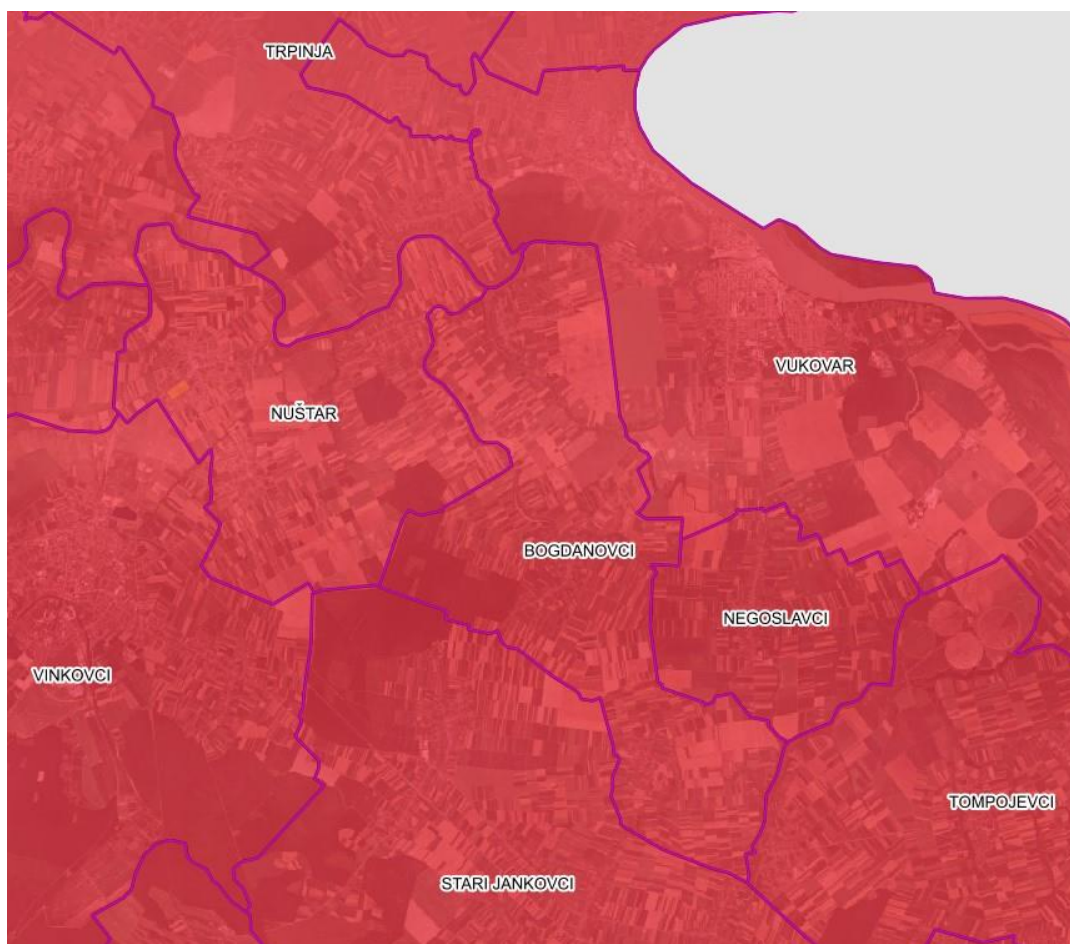 TRPINJA
VUKOVAR
NUŠTAR
BOGDANOVCI
NEGOSLAVCI
VINKOVCI
TOMPOJEVCI
STARI JANKOVCI